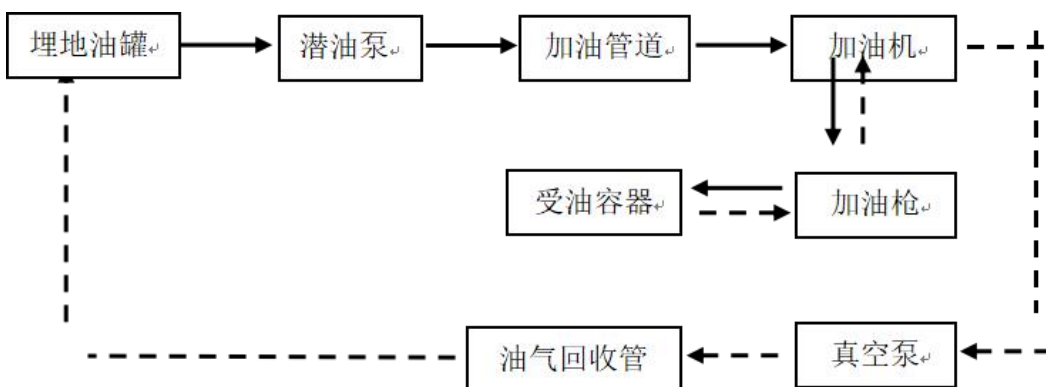 埋地油罐
潜油泵
加油管道
加油机
受油容器
加油枪
油气回收管
真空泵